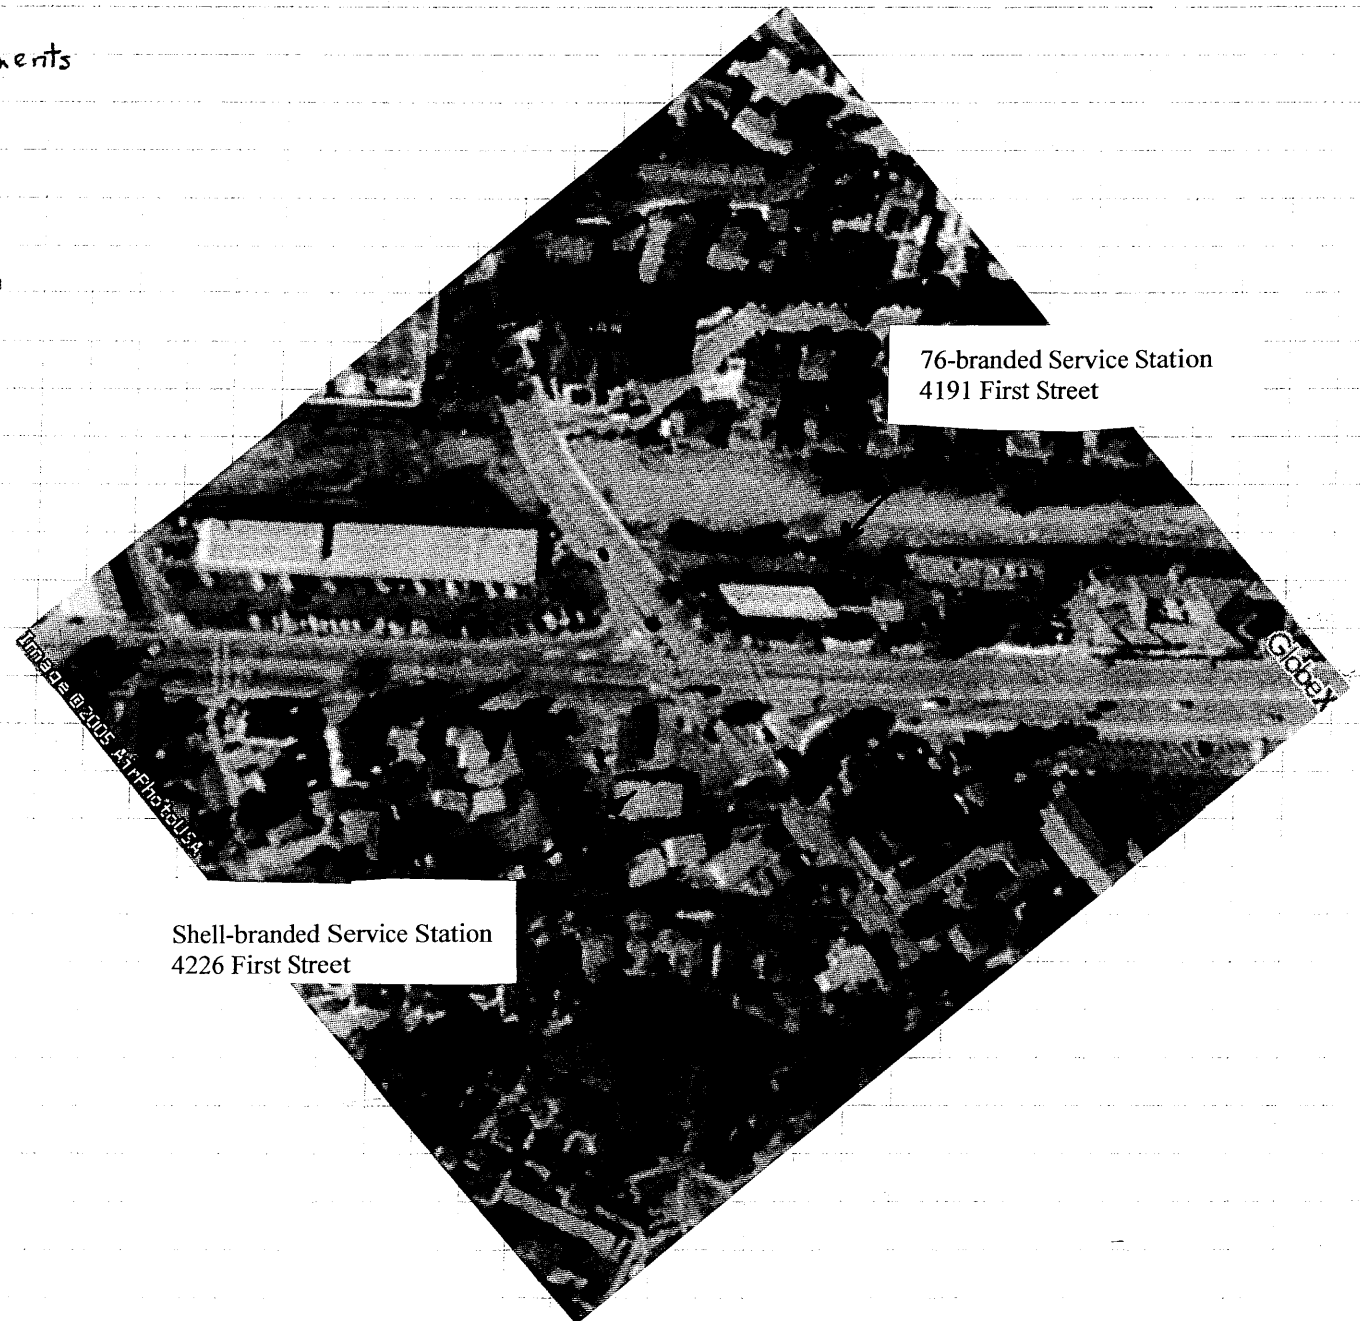 76-branded Service Station
4191 First Street
GlobeX
Image ©2005 AirPhotoUSA
Shell-branded Service Station
4226 First Street